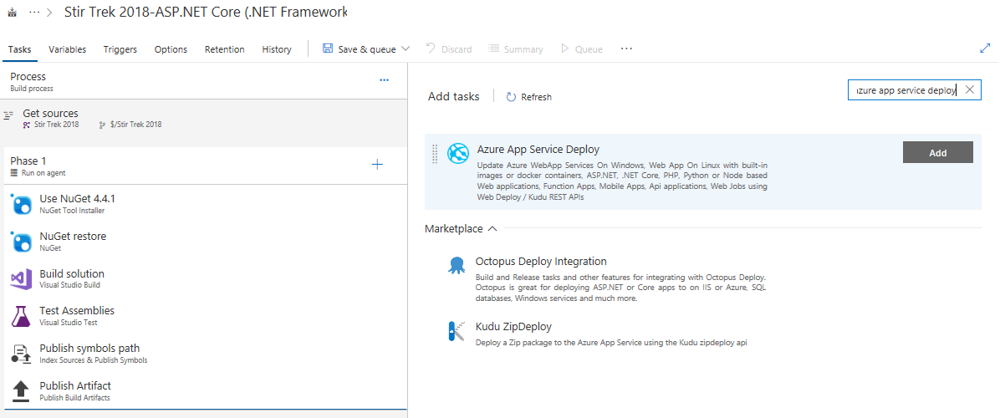 ··· > Stir Trek 2018-ASP.NET Core (.NET Framework
Tasks Variables Triggers Options Retention History Save & queue Discard Summary Queue ···
Process
Build process
···
Get sources
Stir Trek 2018 $/Stir Trek 2018
Phase 1
Run on agent
Use NuGet 4.4.1
NuGet Tool Installer
NuGet restore
NuGet
Build solution
Visual Studio Build
Test Assemblies
Visual Studio Test
Publish symbols path
Index Sources & Publish Symbols
Publish Artifact
Publish Build Artifacts
Add tasks Refresh
azure app service deploy
Azure App Service Deploy
Update Azure WebApp Services On Windows, Web App On Linux with built-in
images or docker containers, ASP.NET, .NET Core, PHP, Python or Node based
Web applications, Function Apps, Mobile Apps, Api applications, Web Jobs using
Web Deploy / Kudu REST APIs
Add
Marketplace
Octopus Deploy Integration
Build and Release tasks and other features for integrating with Octopus Deploy.
Octopus is great for deploying ASP.NET or Core apps to on IIS or Azure, SQL
databases, Windows services and much more.
Kudu ZipDeploy
Deploy a Zip package to the Azure App Service using the Kudu zipdeploy api